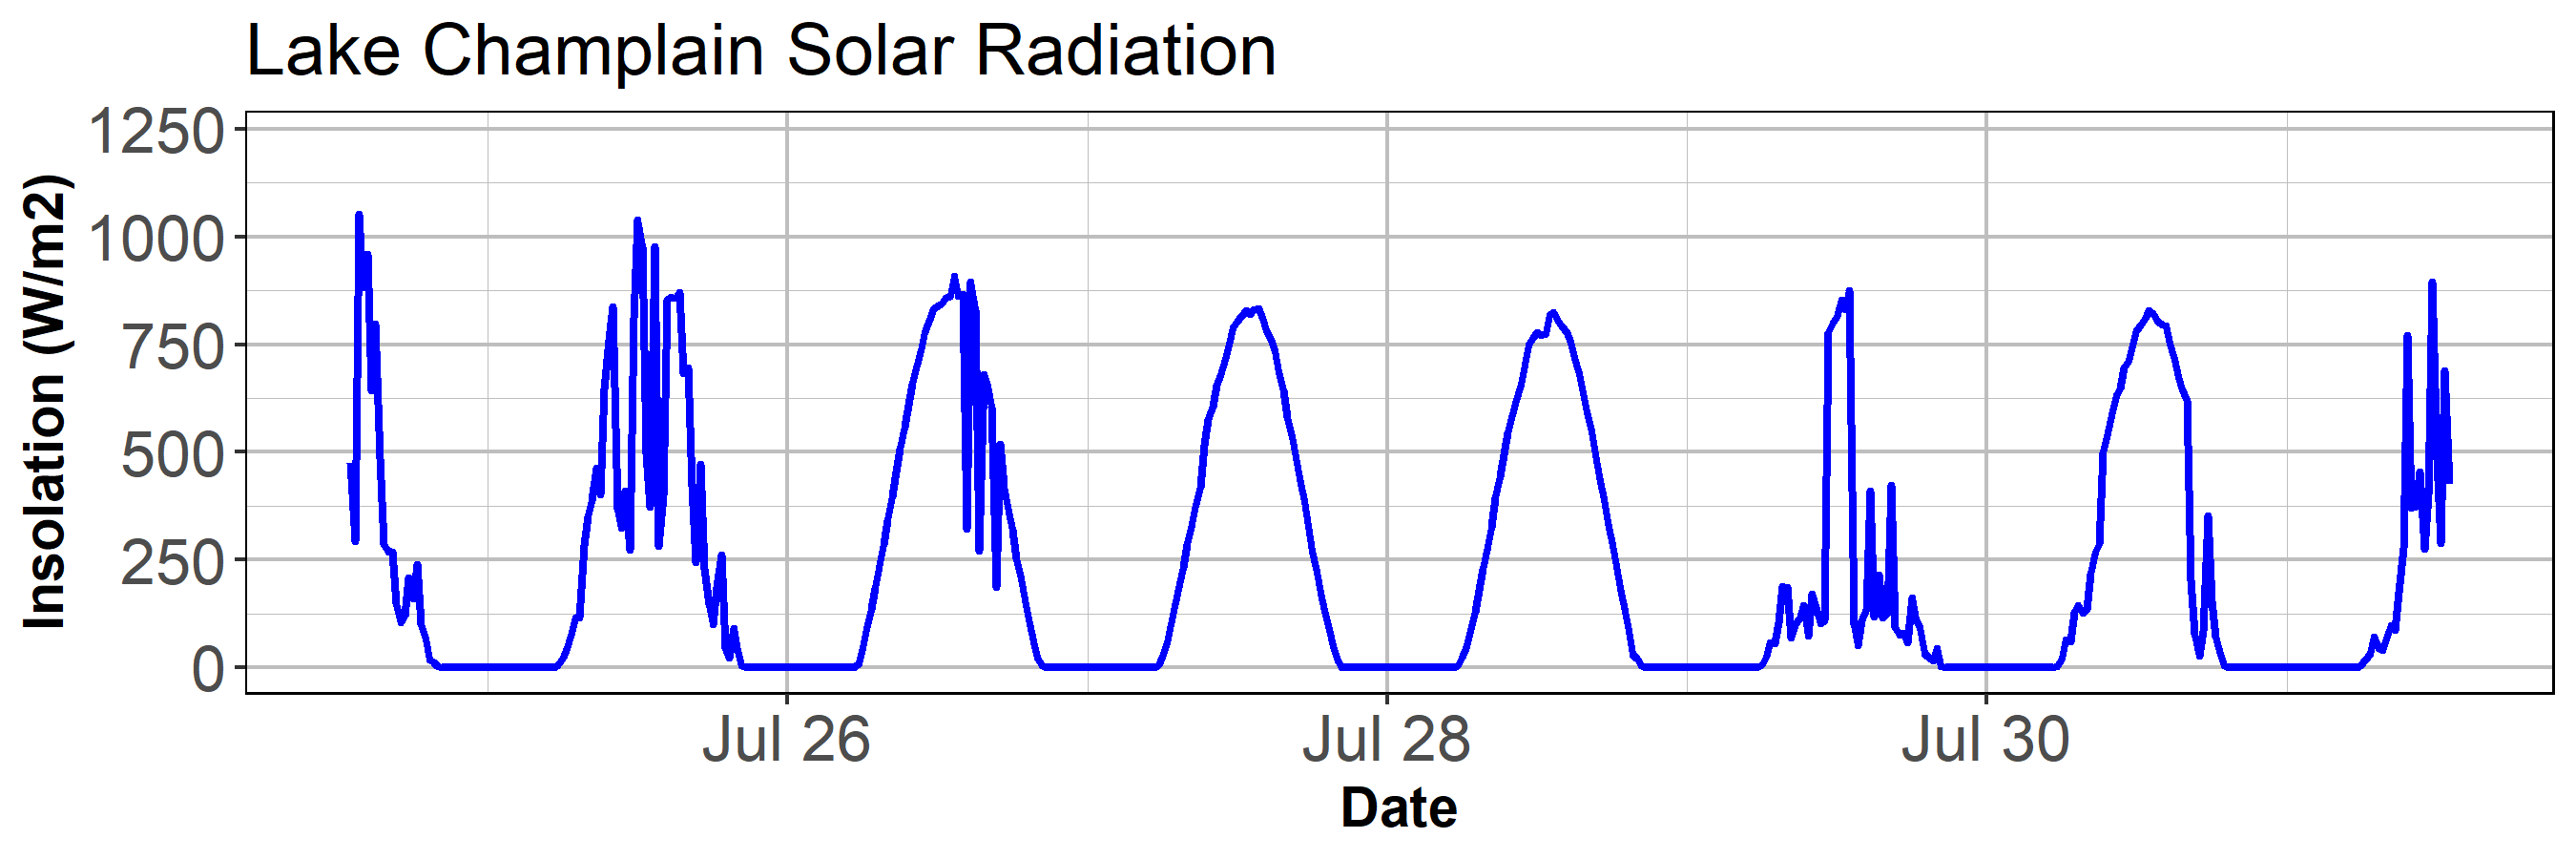 Lake Champlain Solar Radiation
Insolation (W/m2)
1250
1000
750
500
250
0
Jul 26
Jul 28
Jul 30
Date